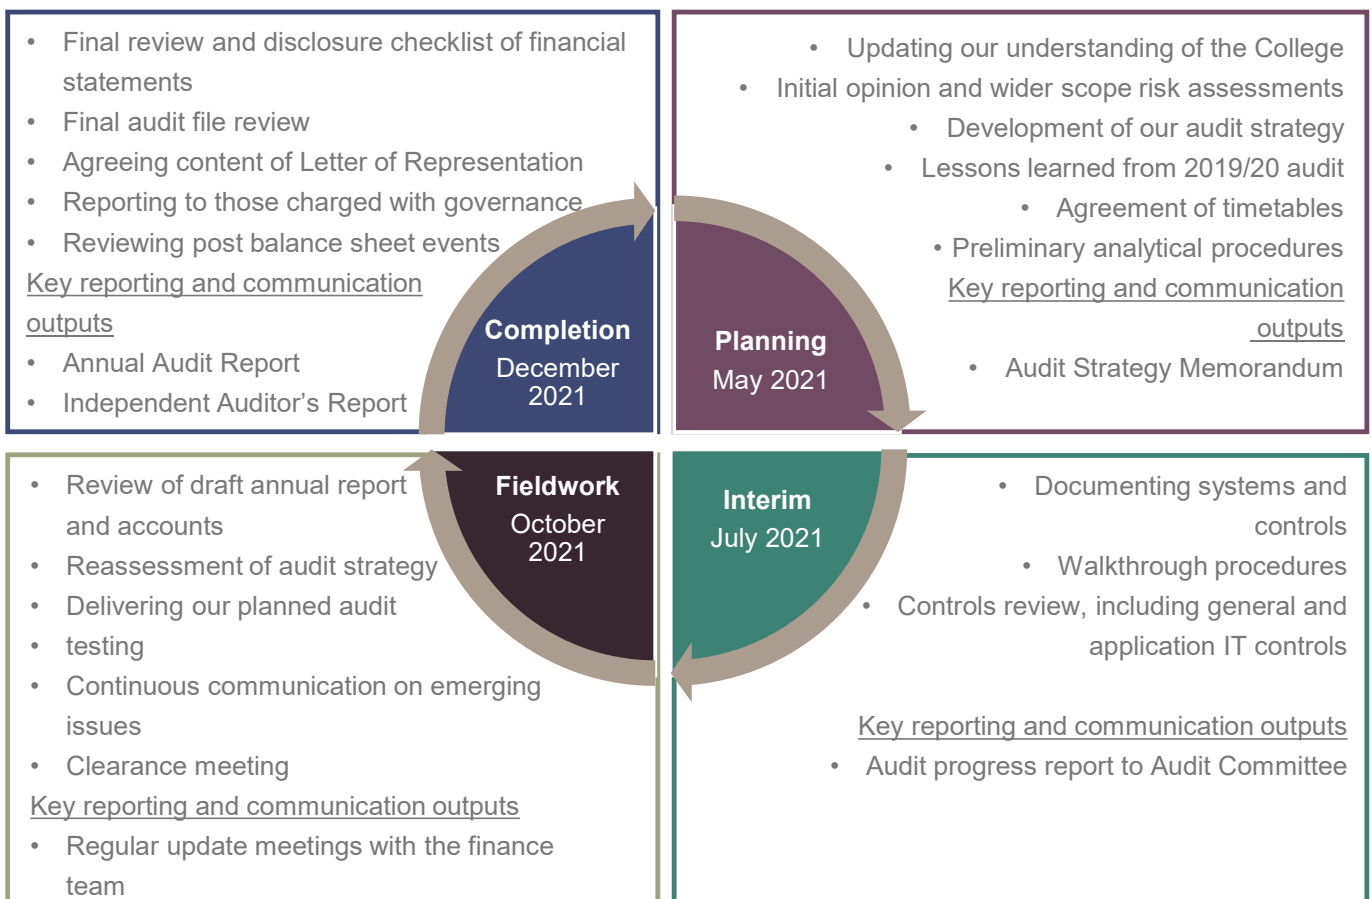 • Final review and disclosure checklist of financial
statements
• Final audit file review
• Agreeing content of Letter of Representation
• Reporting to those charged with governance
• Reviewing post balance sheet events
Key reporting and communication
outputs
• Annual Audit Report
• Independent Auditor’s Report
Completion
December
2021
• Updating our understanding of the College
• Initial opinion and wider scope risk assessments
• Development of our audit strategy
• Lessons learned from 2019/20 audit
• Agreement of timetables
• Preliminary analytical procedures
Key reporting and communication
outputs
• Audit Strategy Memorandum
Planning
May 2021
• Review of draft annual report
and accounts
• Reassessment of audit strategy
• Delivering our planned audit
• testing
• Continuous communication on emerging
issues
• Clearance meeting
Key reporting and communication outputs
• Regular update meetings with the finance
team
Fieldwork
October
2021
Interim
July 2021
• Documenting systems and
controls
• Walkthrough procedures
• Controls review, including general and
application IT controls
Key reporting and communication outputs
• Audit progress report to Audit Committee